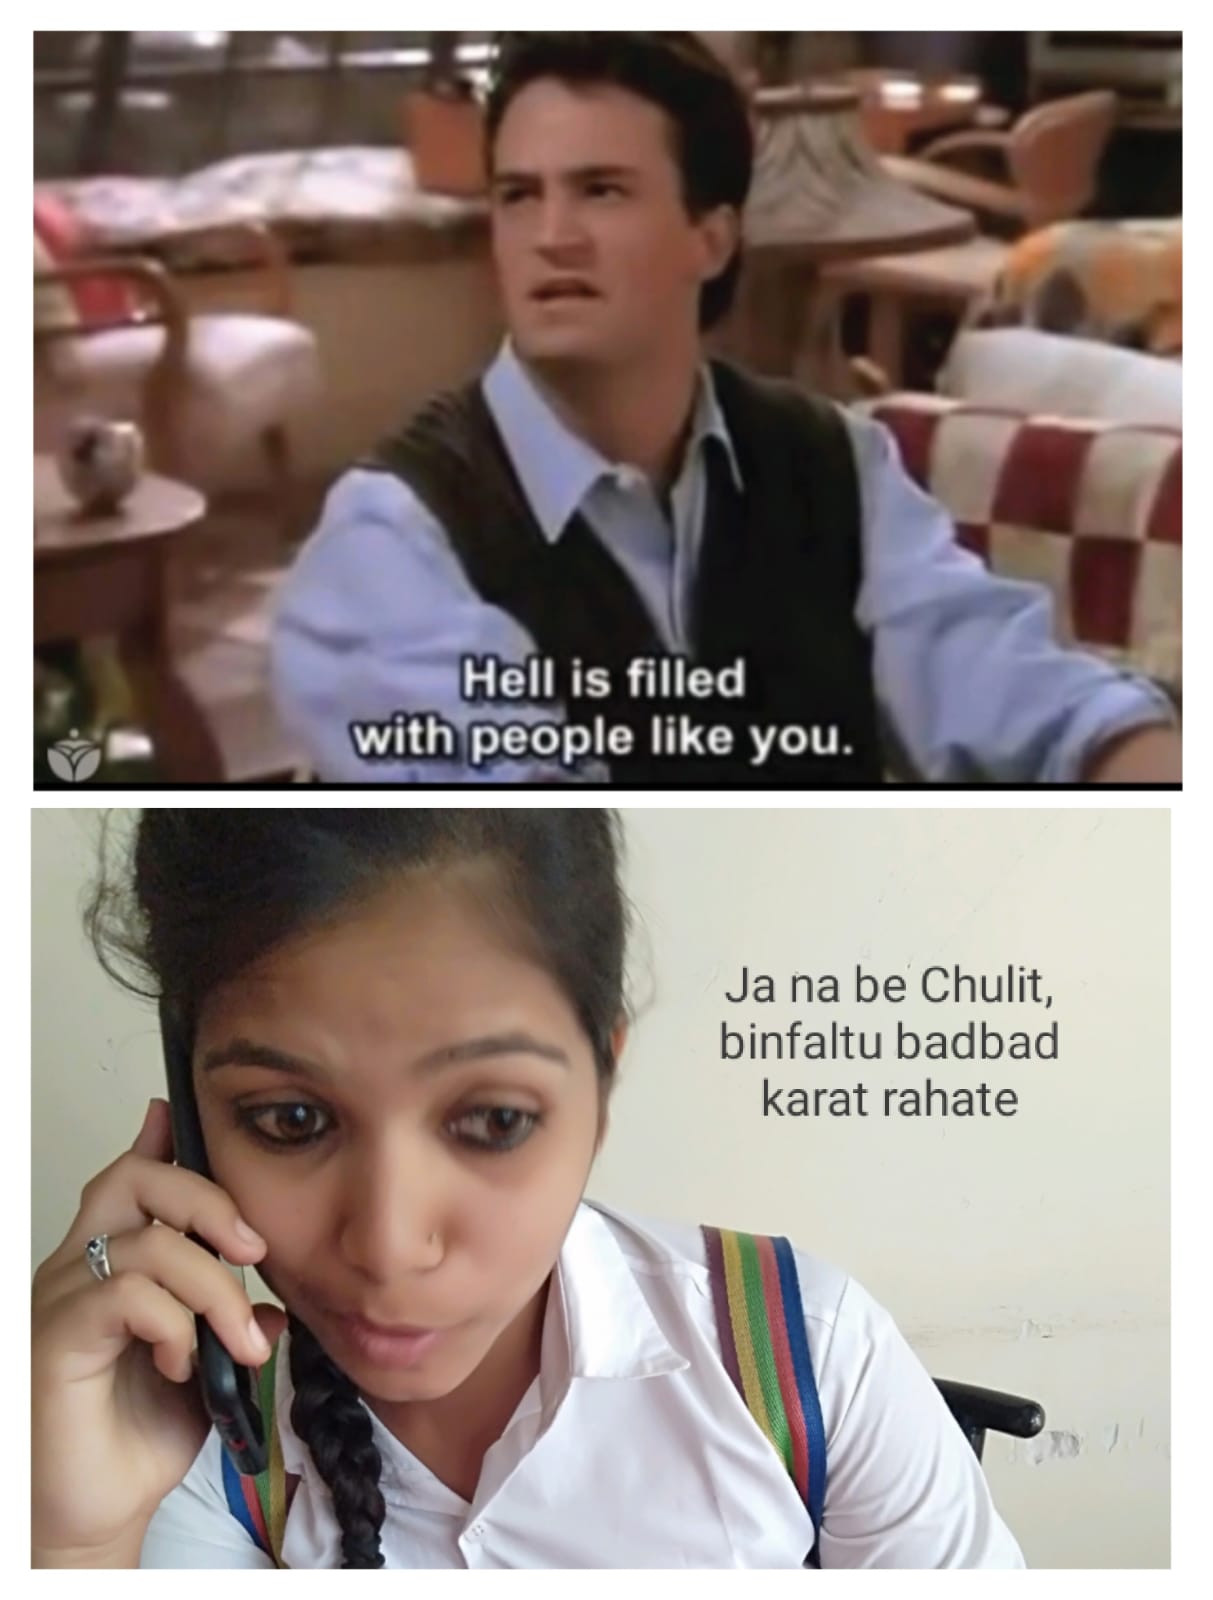 Hell is filled
with people like you.
Ja na be Chulit,
binfaltu badbad
karat rahate